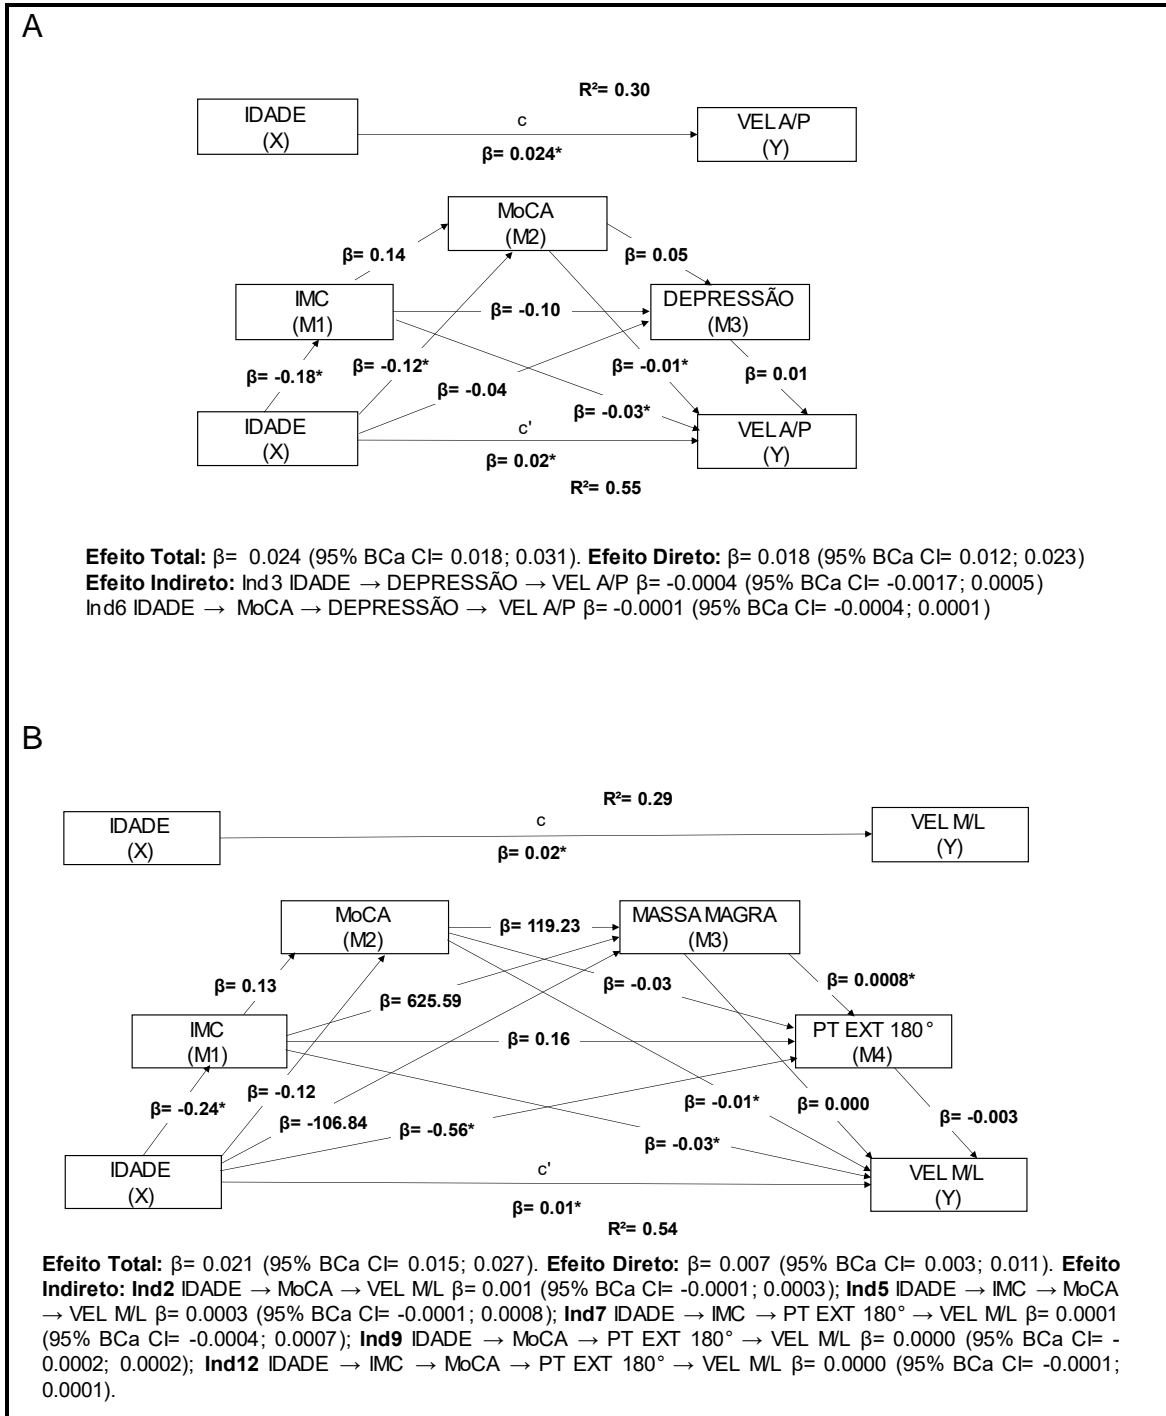 A
R²= 0.30
IDADE
(X)
c
β= 0.024*
VEL A/P
(Y)
MoCA
(M2)
β= 0.14
β= 0.05
IMC
(M1)
β= -0.10
DEPRESSÃO
(M3)
β= -0.18*
β= -0.12*
β= -0.04
β= -0.01*
β= 0.01
β= -0.03*
IDADE
(X)
c'
β= 0.02*
VEL A/P
(Y)
R²= 0.55
Efeito Total: β= 0.024 (95% BCa CI= 0.018; 0.031). Efeito Direto: β= 0.018 (95% BCa CI= 0.012; 0.023)
Efeito Indireto: Ind3 IDADE → DEPRESSÃO → VEL A/P β= -0.0004 (95% BCa CI= -0.0017; 0.0005)
Ind6 IDADE → MoCA → DEPRESSÃO → VEL A/P β= -0.0001 (95% BCa CI= -0.0004; 0.0001)
B
R²= 0.29
IDADE
(X)
c
β= 0.02*
VEL M/L
(Y)
MoCA
(M2)
β= 119.23
MASSA MAGRA
(M3)
β= 0.13
β= 625.59
β= -0.03
β= 0.0008*
IMC
(M1)
β= 0.16
PT EXT 180°
(M4)
β= -0.24*
β= -0.12
β= -106.84
β= -0.56*
β= -0.01*
β= 0.000
β= -0.003
β= -0.03*
IDADE
(X)
c'
β= 0.01*
VEL M/L
(Y)
R²= 0.54
Efeito Total: β= 0.021 (95% BCa CI= 0.015; 0.027). Efeito Direto: β= 0.007 (95% BCa CI= 0.003; 0.011). Efeito
Indireto: Ind2 IDADE → MoCA → VEL M/L β= 0.001 (95% BCa CI= -0.0001; 0.0003); Ind5 IDADE → IMC → MoCA
→ VEL M/L β= 0.0003 (95% BCa CI= -0.0001; 0.0008); Ind7 IDADE → IMC → PT EXT 180° → VEL M/L β= 0.0001
(95% BCa CI= -0.0004; 0.0007); Ind9 IDADE → MoCA → PT EXT 180° → VEL M/L β= 0.0000 (95% BCa CI= -
0.0002; 0.0002); Ind12 IDADE → IMC → MoCA → PT EXT 180° → VEL M/L β= 0.0000 (95% BCa CI= -0.0001;
0.0001).